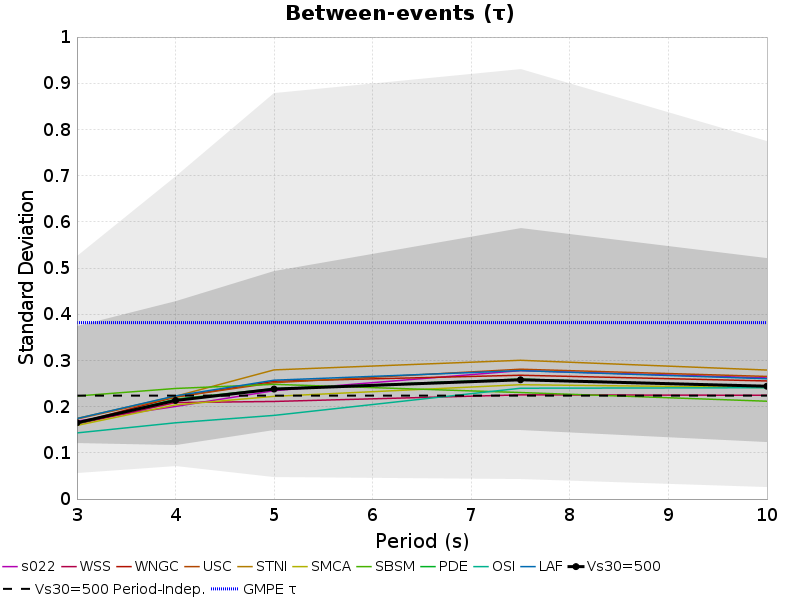 Between-events (τ)
1
0.9
0.8
0.7
0.6
0.5
0.4
0.3
0.2
0.1
0
Standard Deviation
3 4 5 6 7 8 9 10
Period (s)
s022 WSS WNGC USC STNI SMCA SBSM PDE OSI LAF Vs30=500
Vs30=500 Period-Indep. GMPE τ